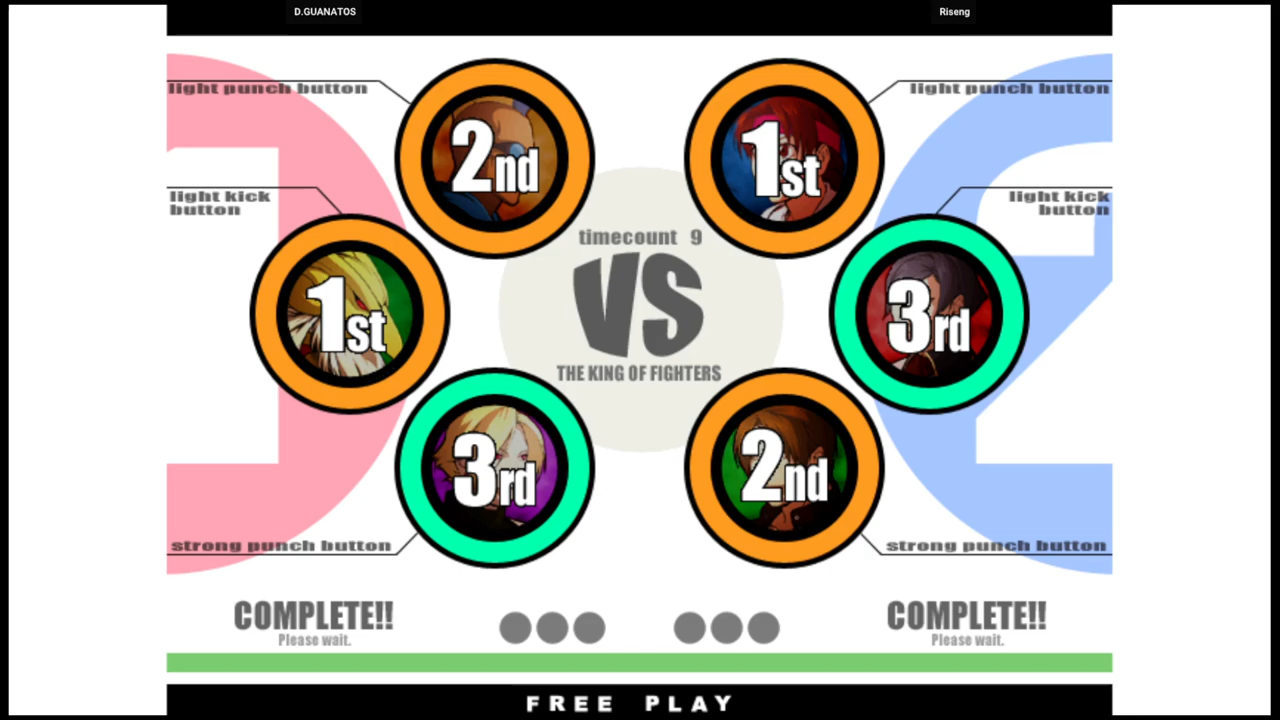 D.GUANATOS
Riseng
light punch button
light punch button
2nd
1st
light kick
button
light kick
button
timecount 9
VS
THE KING OF FIGHTERS
1st
3rd
3rd
2nd
strong punch button
strong punch button
COMPLETE!!
Please wait.
COMPLETE!!
Please wait.
FREE PLAY
1
2